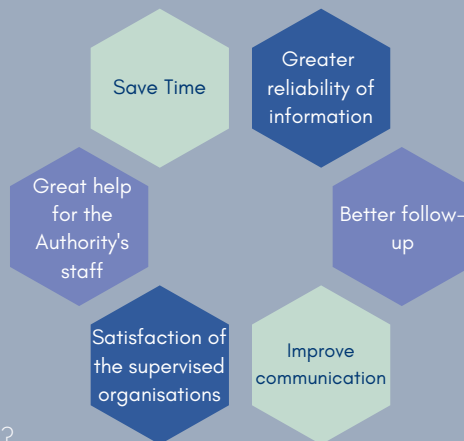 Save Time
Greater
reliability of
information
Great help
for the
Authority's
staff
Better follow-
up
Satisfaction of
the supervised
organisations
Improve
communication
?